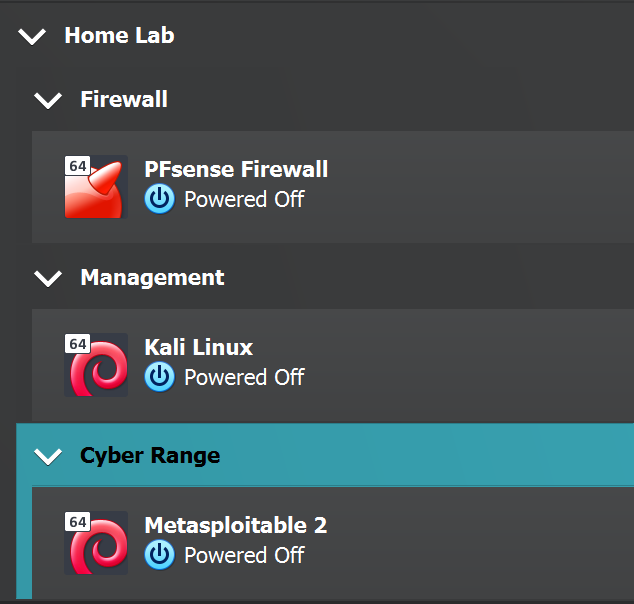 Home Lab
Firewall
64
PFsense Firewall
Powered Off
Management
64
Kali Linux
Powered Off
Cyber Range
64
Metasploitable 2
Powered Off